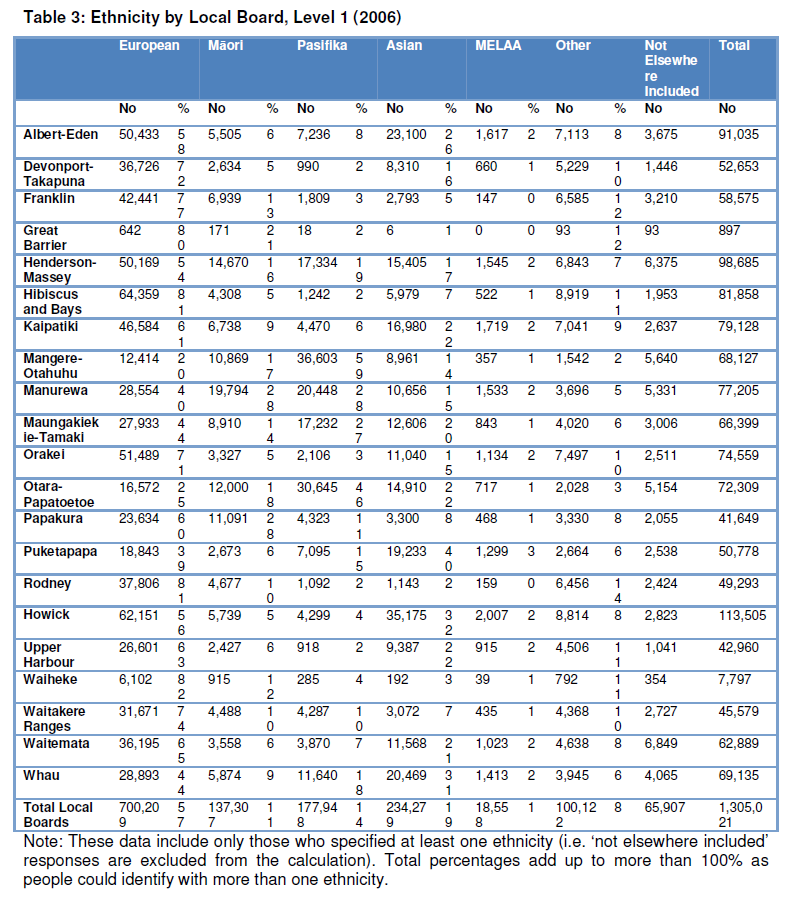 Table 3: Ethnicity by Local Board, Level 1 (2006)
European Māori Pasifika Asian MELAA Other Not Elsewhe re Included Total
No % No % No % No % No % No % No No
Albert-Eden 50,433 58 5,505 6 7,236 8 23,100 26 1,617 2 7,113 8 3,675 91,035
Devonport-Takapuna 36,726 72 2,634 5 990 2 8,310 16 660 1 5,229 10 1,446 52,653
Franklin 42,441 77 6,939 13 1,809 3 2,793 5 147 0 6,585 12 3,210 58,575
Great Barrier 642 80 171 21 18 2 6 1 0 0 93 12 93 897
Henderson-Massey 50,169 54 14,670 16 17,334 19 15,405 17 1,545 2 6,843 7 6,375 98,685
Hibiscus and Bays 64,359 81 4,308 5 1,242 2 5,979 7 522 1 8,919 11 1,953 81,858
Kaipatiki 46,584 61 6,738 9 4,470 6 16,980 22 1,719 2 7,041 9 2,637 79,128
Mangere-Otahuhu 12,414 20 10,869 17 36,603 59 8,961 14 357 1 1,542 20 5,640 68,127
Manurewa 28,554 40 19,794 28 20,448 28 10,656 15 1,533 2 3,696 5 5,331 77,205
Maungakiekie-Tamaki 27,933 44 8,910 14 17,232 27 12,606 20 843 1 4,020 6 3,006 66,399
Orakei 51,489 71 3,327 5 2,106 3 11,040 15 1,134 2 7,497 10 2,511 74,559
Otara-Papatoetoe 16,572 25 12,000 18 30,645 46 14,910 22 717 1 2,028 3 5,154 72,309
Papakura 23,634 60 11,091 28 4,323 11 3,300 8 468 1 3,330 8 2,055 41,649
Puketapapa 18,843 39 2,673 6 7,095 15 19,233 40 1,299 3 2,664 6 2,538 50,778
Rodney 37,806 81 4,677 10 1,092 2 1,143 2 159 0 6,456 14 2,424 49,293
Howick 62,151 56 5,739 5 4,299 4 35,175 32 2,007 2 8,814 8 2,823 113,505
Upper Harbour 26,601 63 2,427 6 918 2 9,387 22 915 2 4,506 11 1,041 42,960
Waiheke 6,102 82 915 12 285 4 192 3 39 1 792 11 354 7,797
Waitakere Ranges 31,671 74 4,488 10 4,287 10 3,072 7 435 1 4,368 10 2,727 45,579
Waitemata 36,195 65 3,558 6 3,870 7 11,568 21 1,023 2 4,638 8 6,849 62,889
Whau 28,893 44 5,874 9 11,640 18 20,469 31 1,413 2 3,945 6 4,065 69,135
Total Local Boards 700,209 57 137,307 11 177,948 14 234,279 19 18,558 1 100,122 8 65,907 1,305,021
Note: These data include only those who specified at least one ethnicity (i.e. 'not elsewhere included'
responses are excluded from the calculation). Total percentages add up to more than 100% as
people could identify with more than one ethnicity.